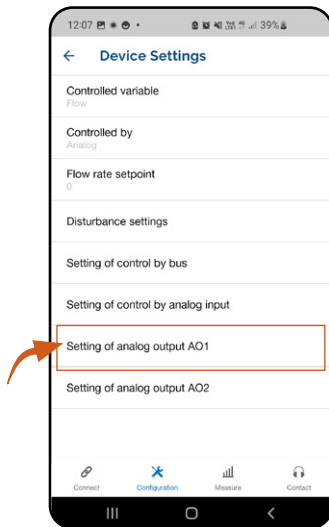 12:07 39%
Device Settings
Controlled variable
Flow
Controlled by
Analog
Flow rate setpoint
0
Disturbance settings
Setting of control by bus
Setting of control by analog input
Setting of analog output AO1
Setting of analog output AO2
Connect Configuration Measure Contact